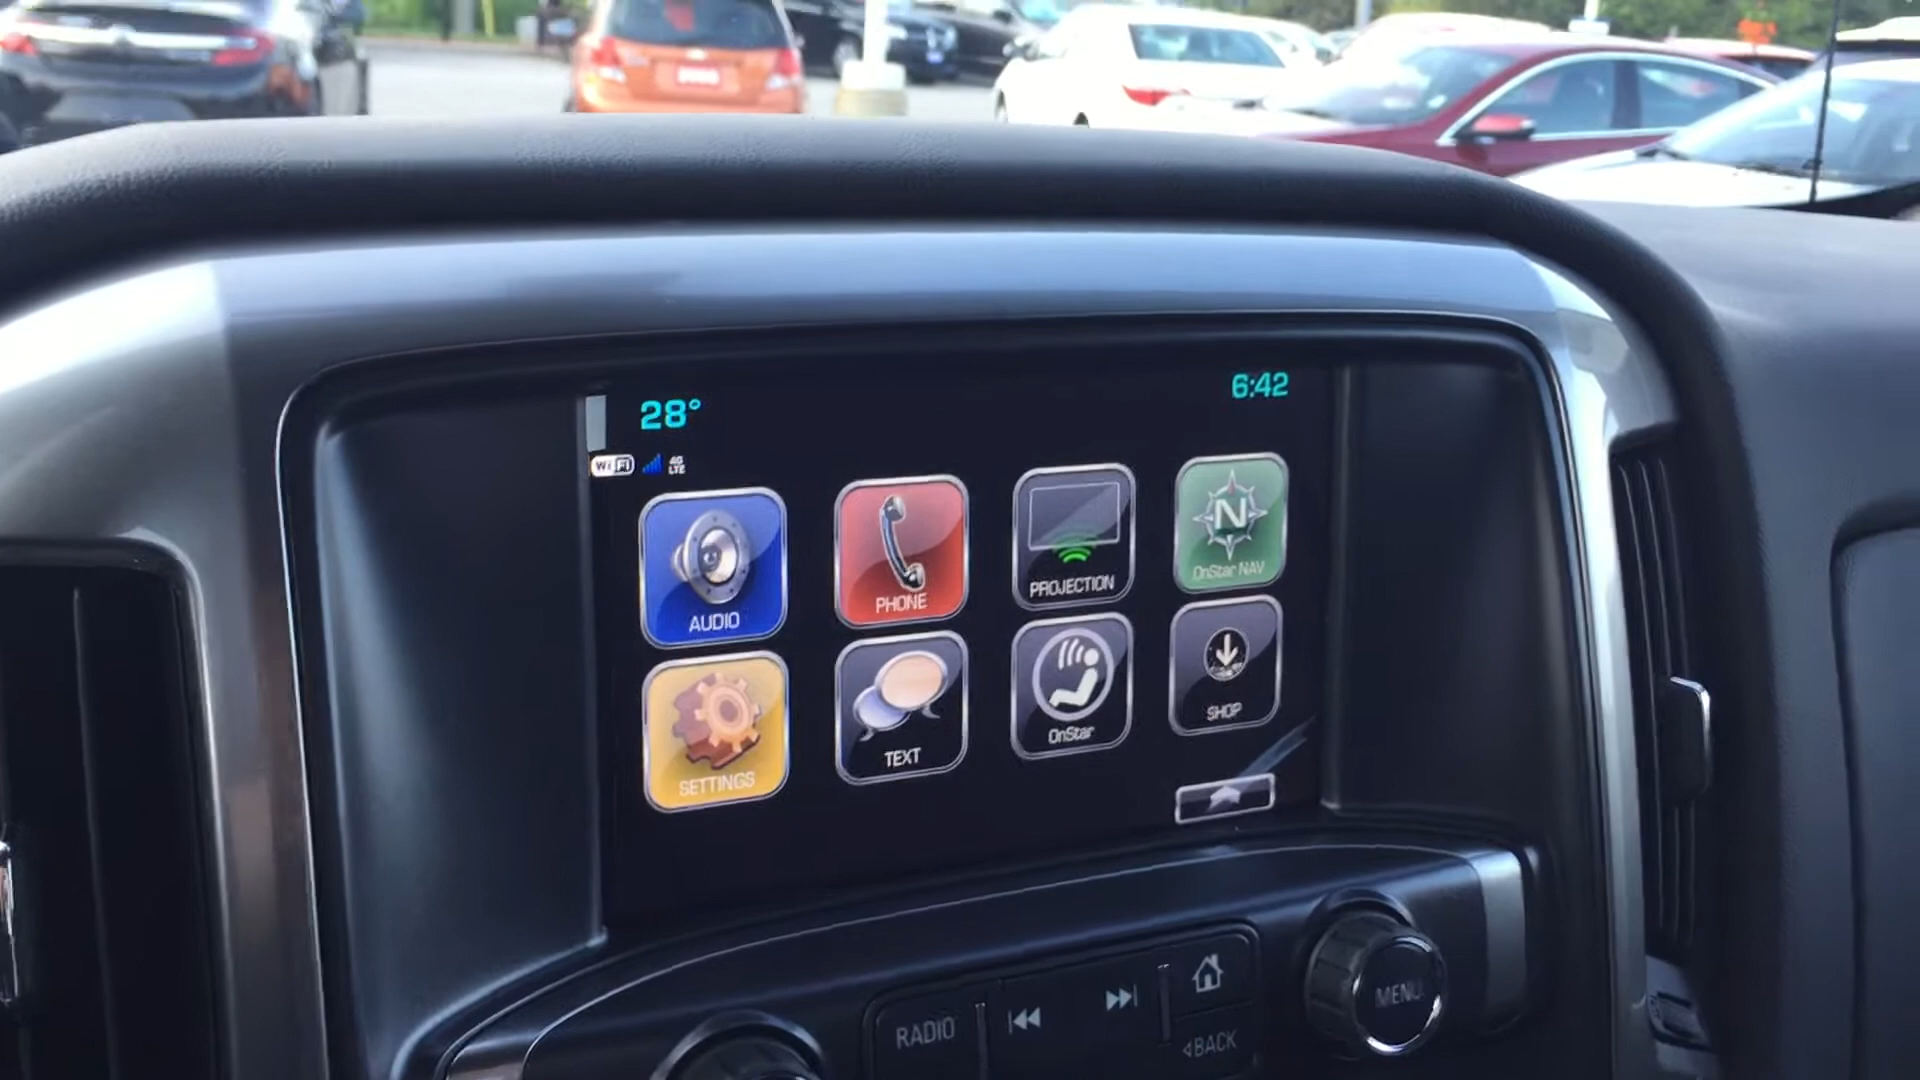 28°
6:42
WiFi 4G LTE
AUDIO
PHONE
PROJECTION
N
OnStar NAV
SETTINGS
TEXT
OnStar
SHOP
RADIO
BACK
MENU